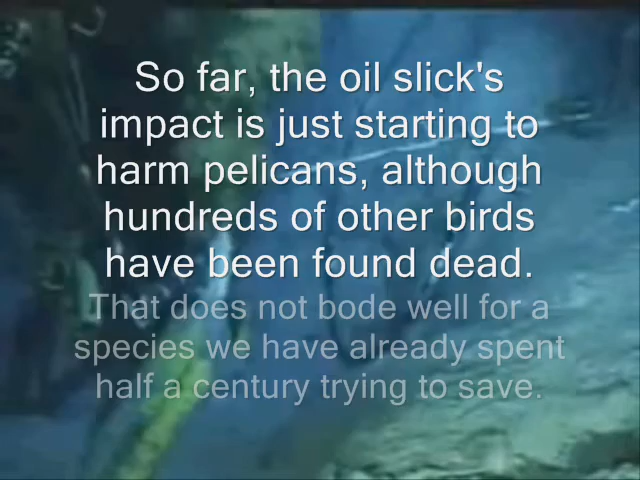 So far, the oil slick's
impact is just starting to
harm pelicans, although
hundreds of other birds
have been found dead.
That does not bode well for a
species we have already spent
half a century trying to save.